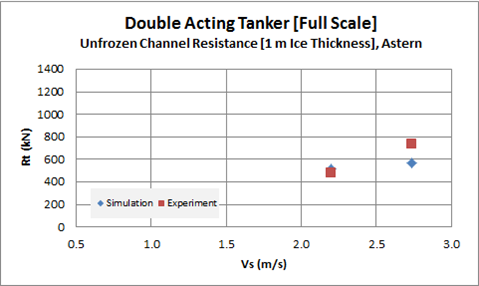 Double Acting Tanker [Full Scale]
Unfrozen Channel Resistance [1 m Ice Thickness], Astern
1400
1200
1000
800
600
400
200
0
Rt (kN)
Simulation Experiment
0.5 1.0 1.5 2.0 2.5 3.0
Vs (m/s)